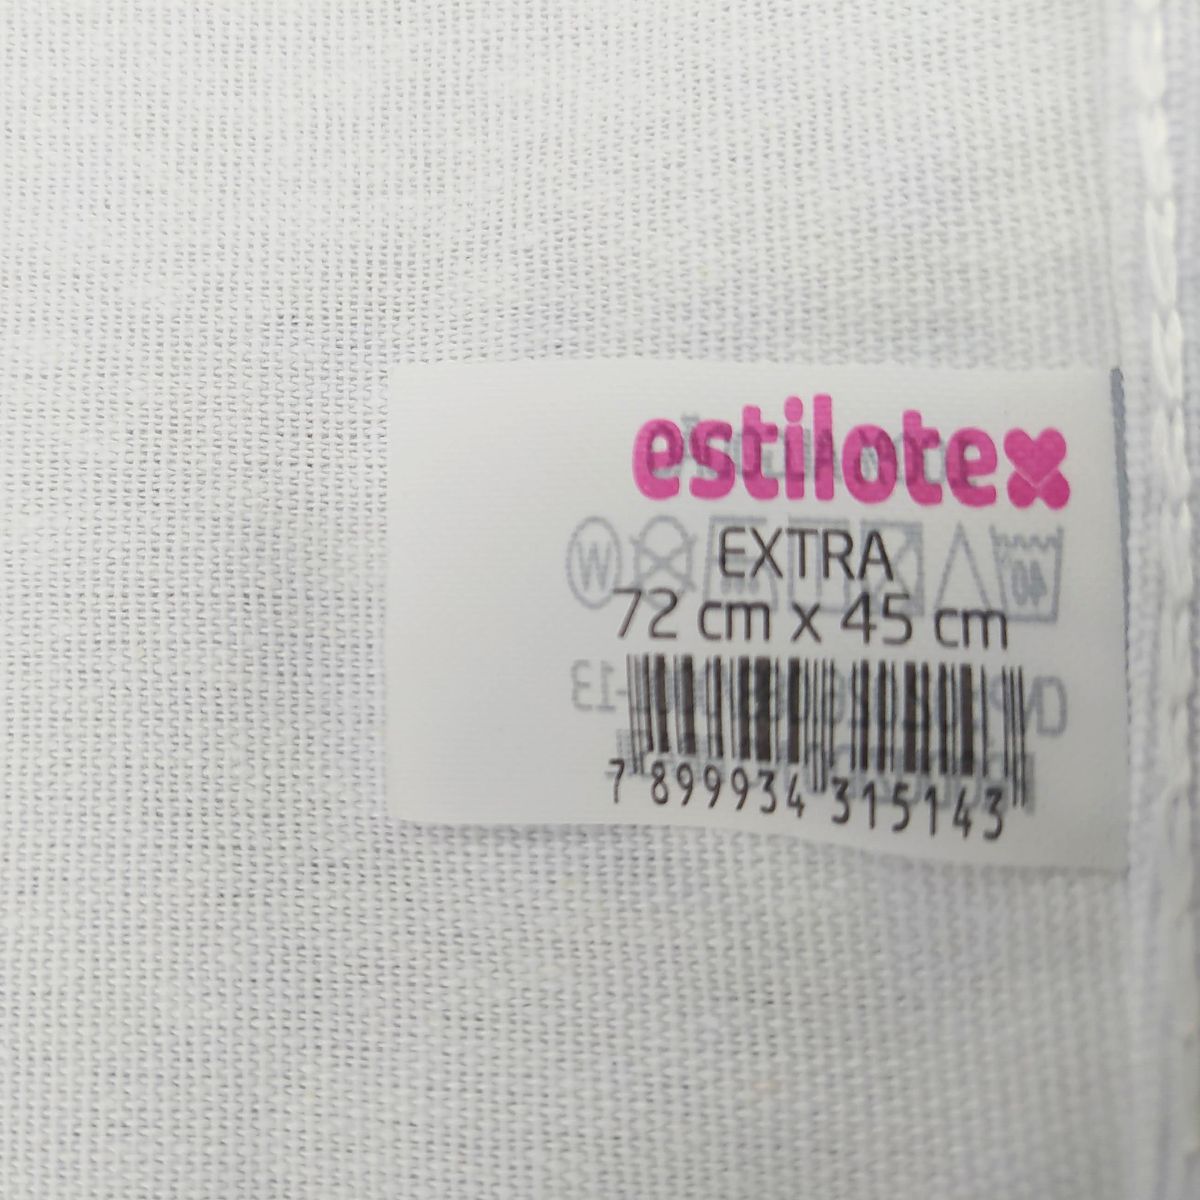 estilotex
EXTRA
72 cm x 45 cm
7 899934 315143